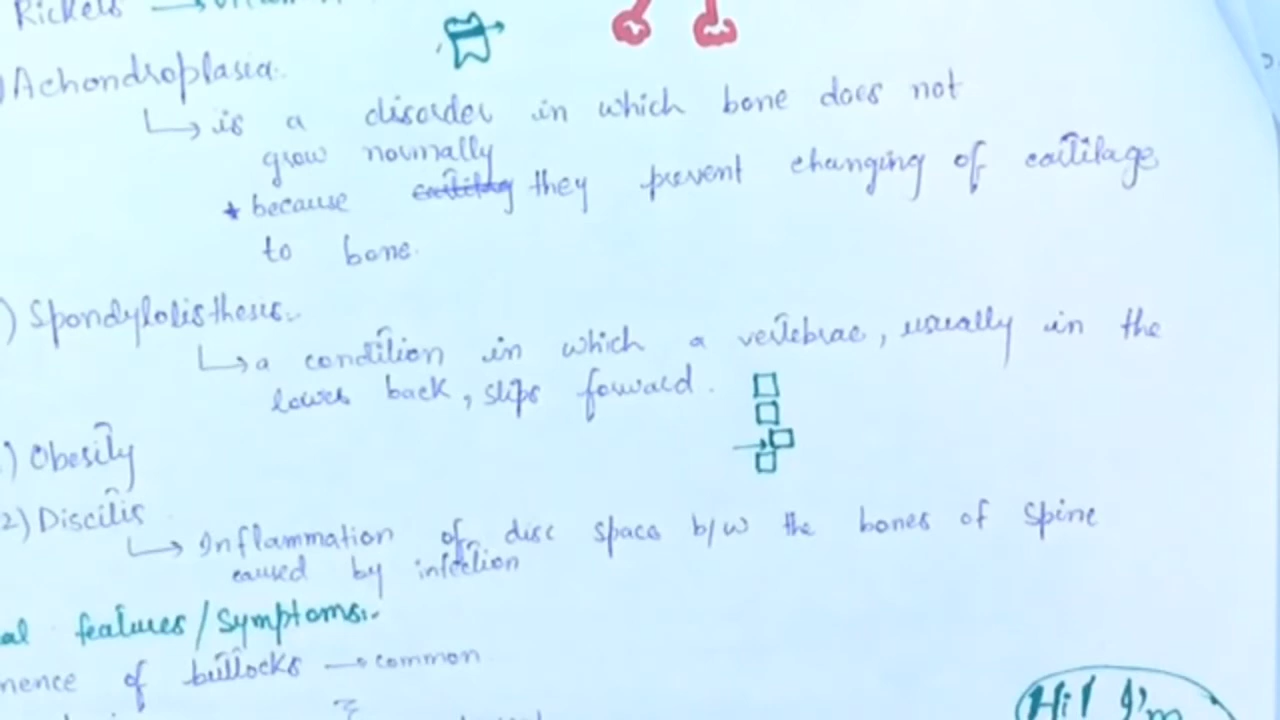 Rickets →
) Achondroplasia.
↳ is a disorder in which bone does not
grow normally
* because they prevent changing of cartilage
to bone.
) Spondylolisthesis.
↳ a condition in which a vertebrae, usually in the
lower back, slips forward.
) Obesity
2) Discitis
↳ Inflammation of disc space b/w the bones of spine
caused by infection
al features/Symptoms:-
nence of buttocks → common
Hi! I'm